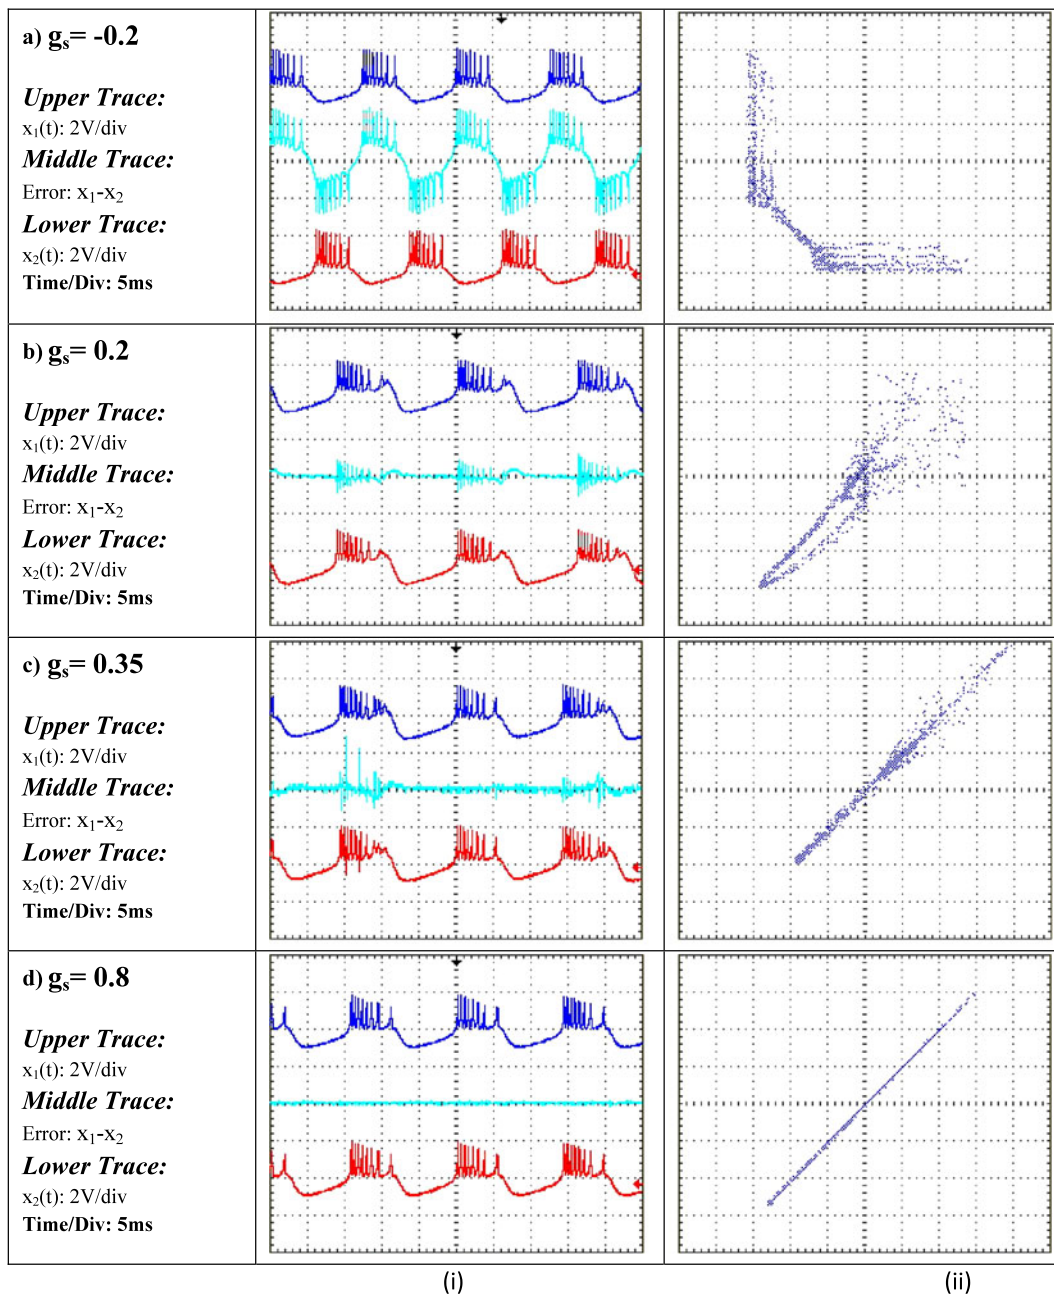 a) gs= -0.2
Upper Trace:
x1(t): 2V/div
Middle Trace:
Error: x1-x2
Lower Trace:
x2(t): 2V/div
Time/Div: 5ms
b) gs= 0.2
Upper Trace:
x1(t): 2V/div
Middle Trace:
Error: x1-x2
Lower Trace:
x2(t): 2V/div
Time/Div: 5ms
c) gs= 0.35
Upper Trace:
x1(t): 2V/div
Middle Trace:
Error: x1-x2
Lower Trace:
x2(t): 2V/div
Time/Div: 5ms
d) gs= 0.8
Upper Trace:
x1(t): 2V/div
Middle Trace:
Error: x1-x2
Lower Trace:
x2(t): 2V/div
Time/Div: 5ms
(i) (ii)